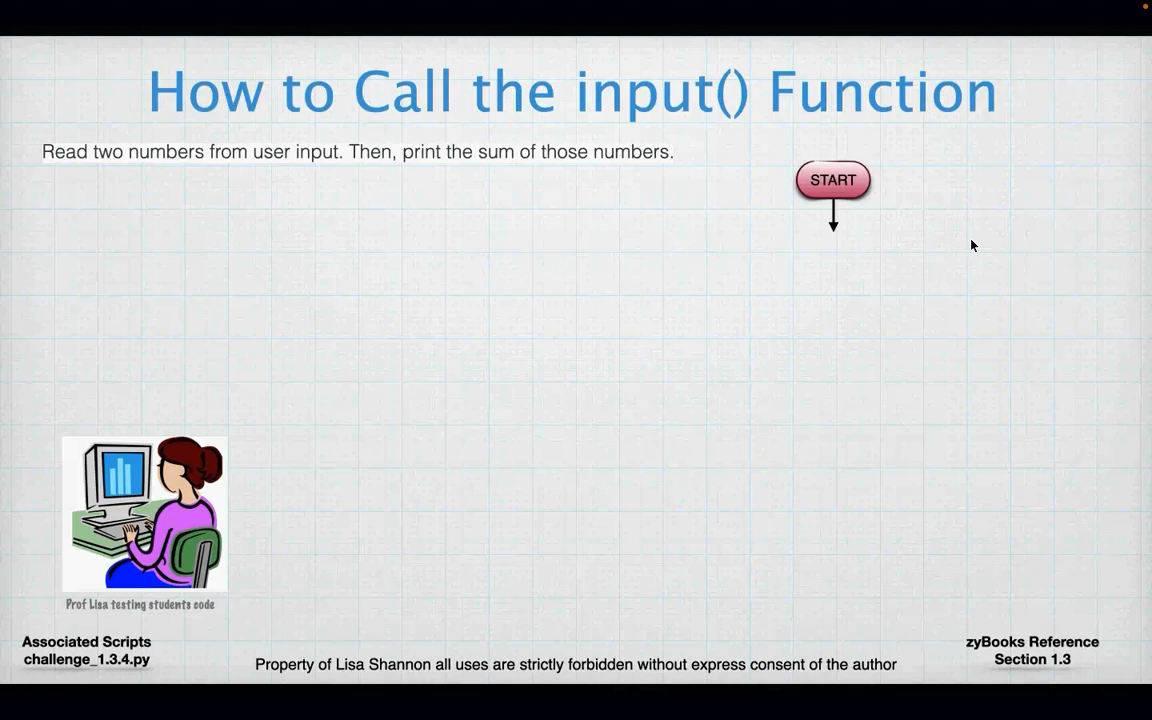 How to Call the input() Function
Read two numbers from user input. Then, print the sum of those numbers.
START
Prof Lisa testing students code
Associated Scripts
challenge_1.3.4.py
Property of Lisa Shannon all uses are strictly forbidden without express consent of the author
zyBooks Reference
Section 1.3